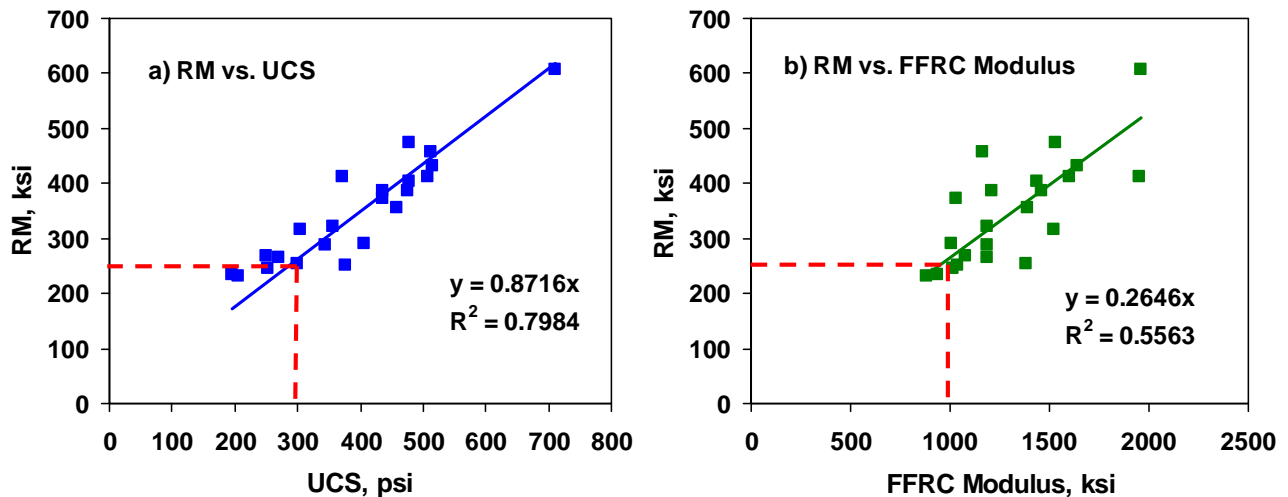 a) RM vs. UCS
RM, ksi
700
600
500
400
300
200
100
0
y = 0.8716x
R² = 0.7984
0 100 200 300 400 500 600 700 800
UCS, psi
b) RM vs. FFRC Modulus
RM, ksi
700
600
500
400
300
200
100
0
y = 0.2646x
R² = 0.5563
0 500 1000 1500 2000 2500
FFRC Modulus, ksi